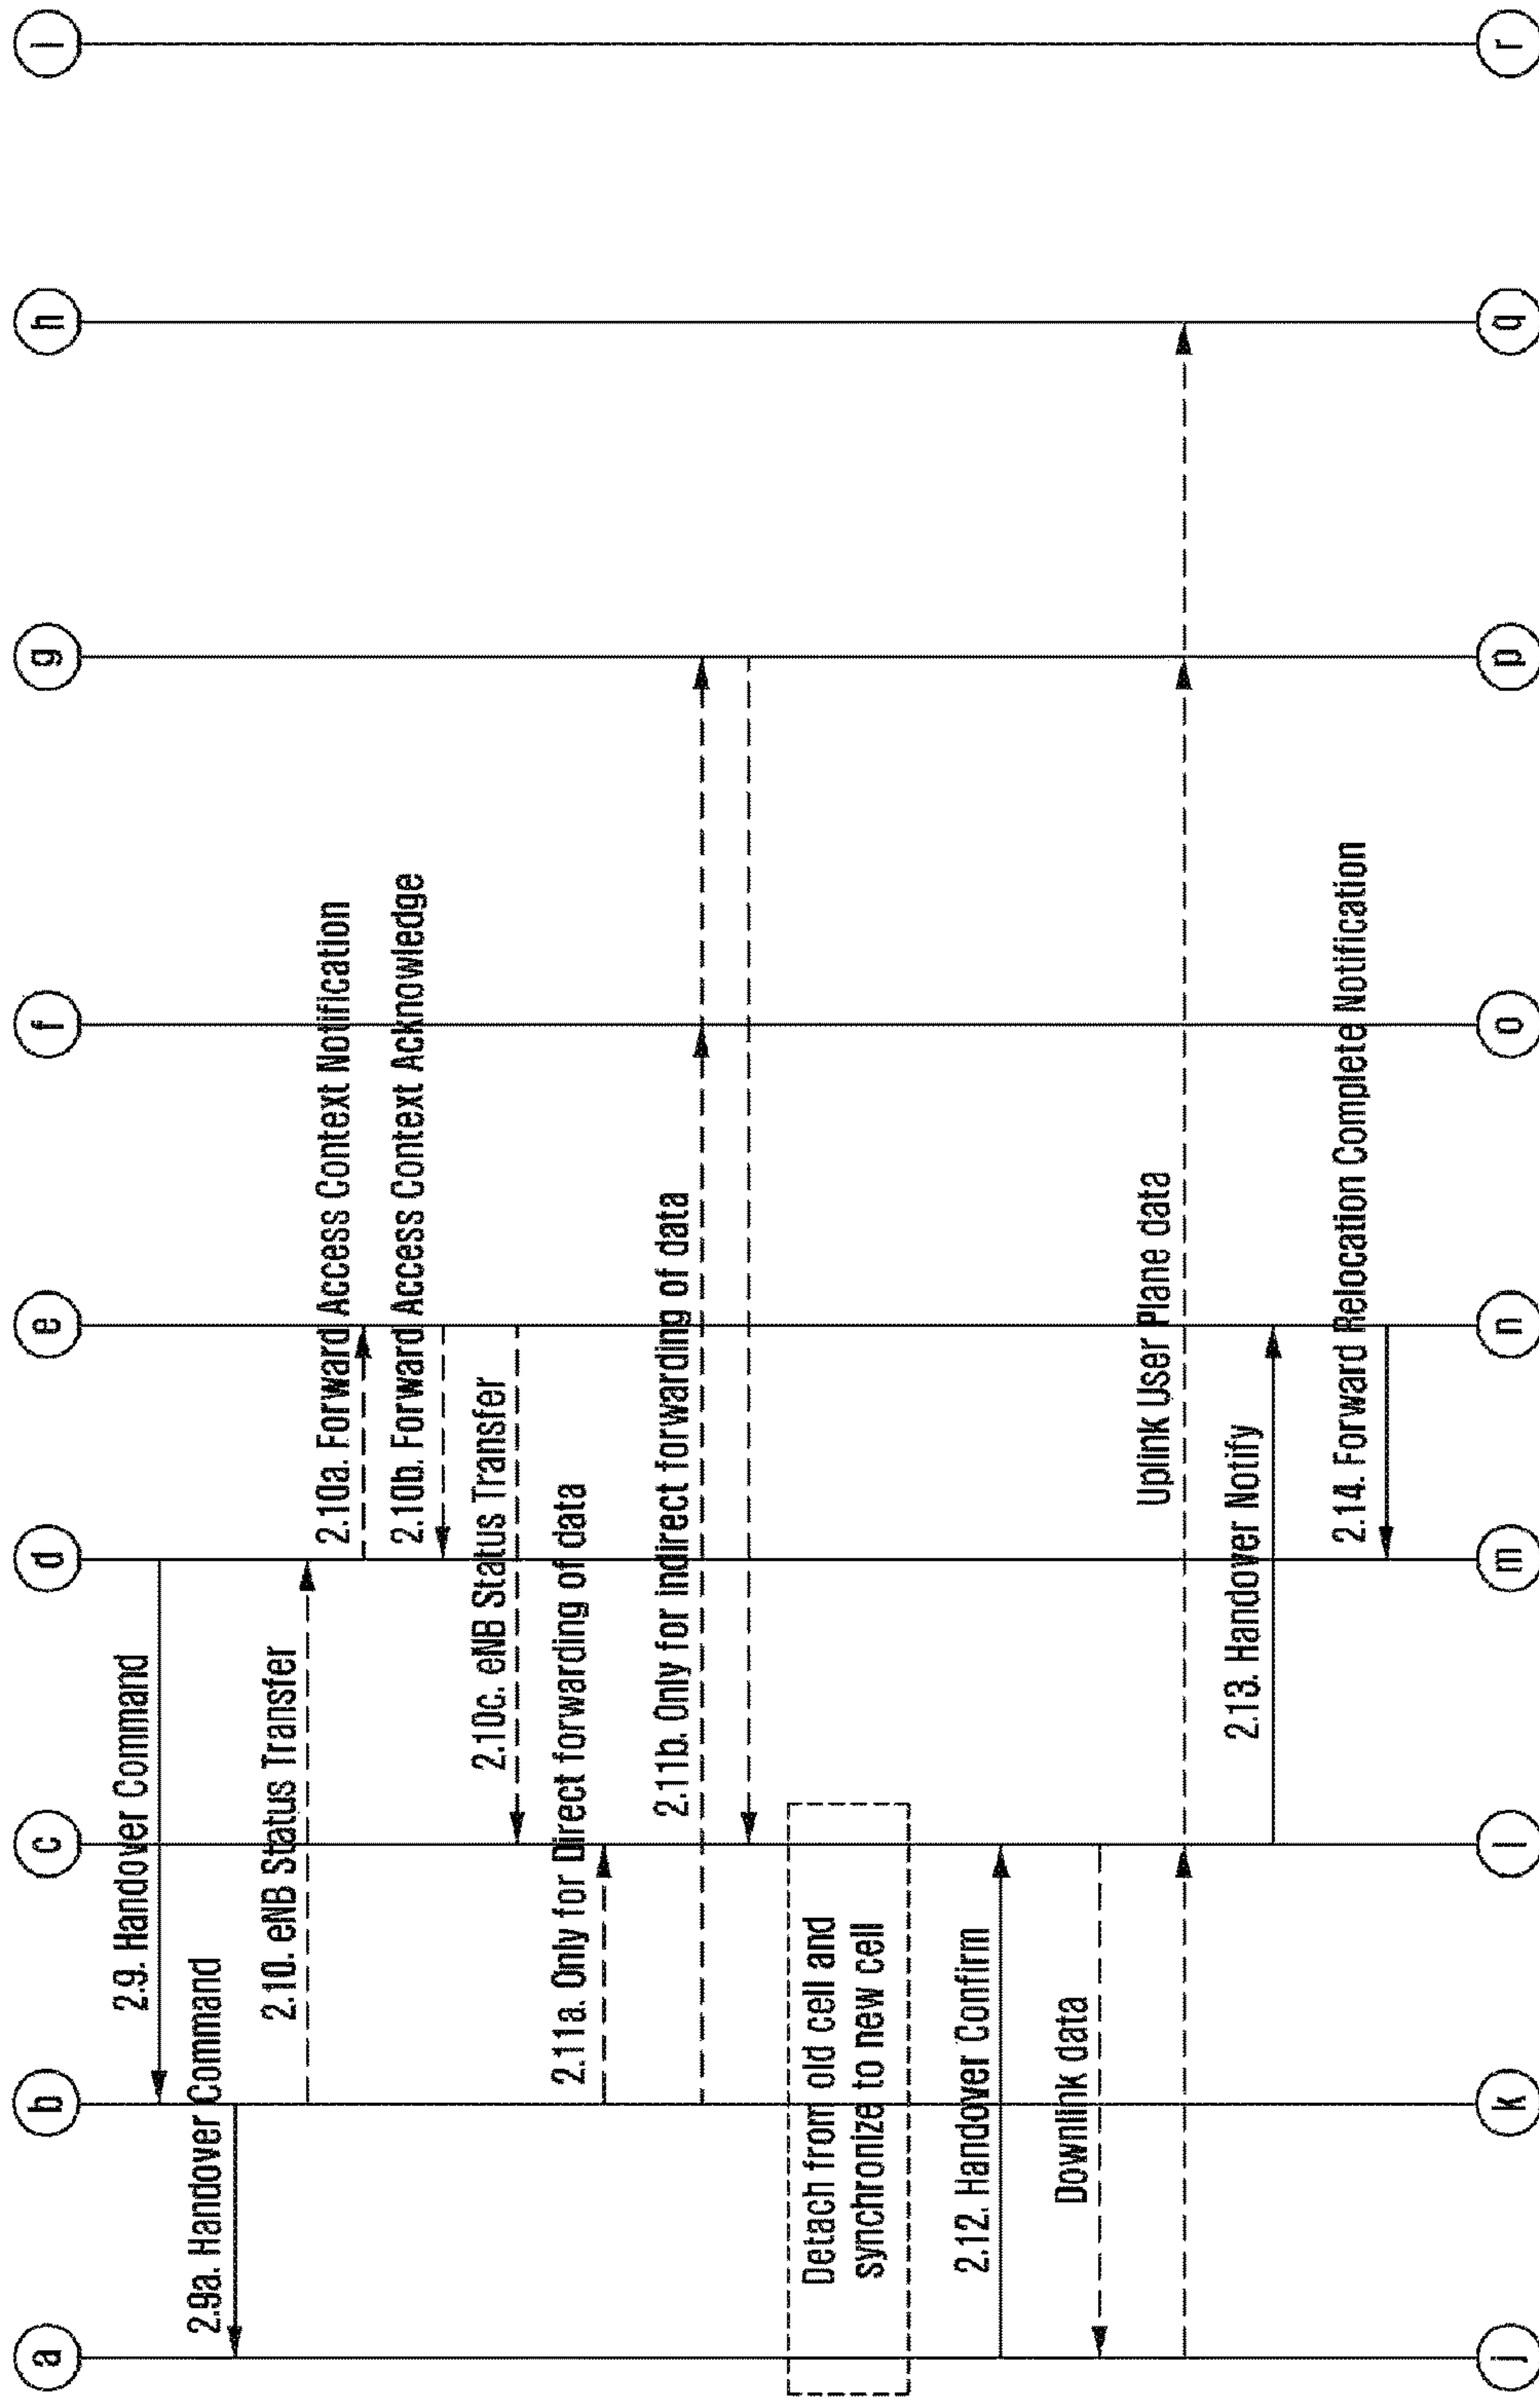 a
b
c
d
e
f
g
h
i
2.9. Handover Command
2.9a. Handover Command
2.10. eNB Status Transfer
2.10a. Forward Access Context Notification
2.10b. Forward Access Context Acknowledge
2.10c. eNB Status Transfer
2.11a. Only for Direct forwarding of data
2.11b. Only for Indirect forwarding of data
Detach from old cell and
synchronize to new cell
2.12. Handover Confirm
Downlink data
Uplink User Plane data
2.13. Handover Notify
2.14. Forward Relocation Complete Notification
j
k
l
m
n
o
p
q
r